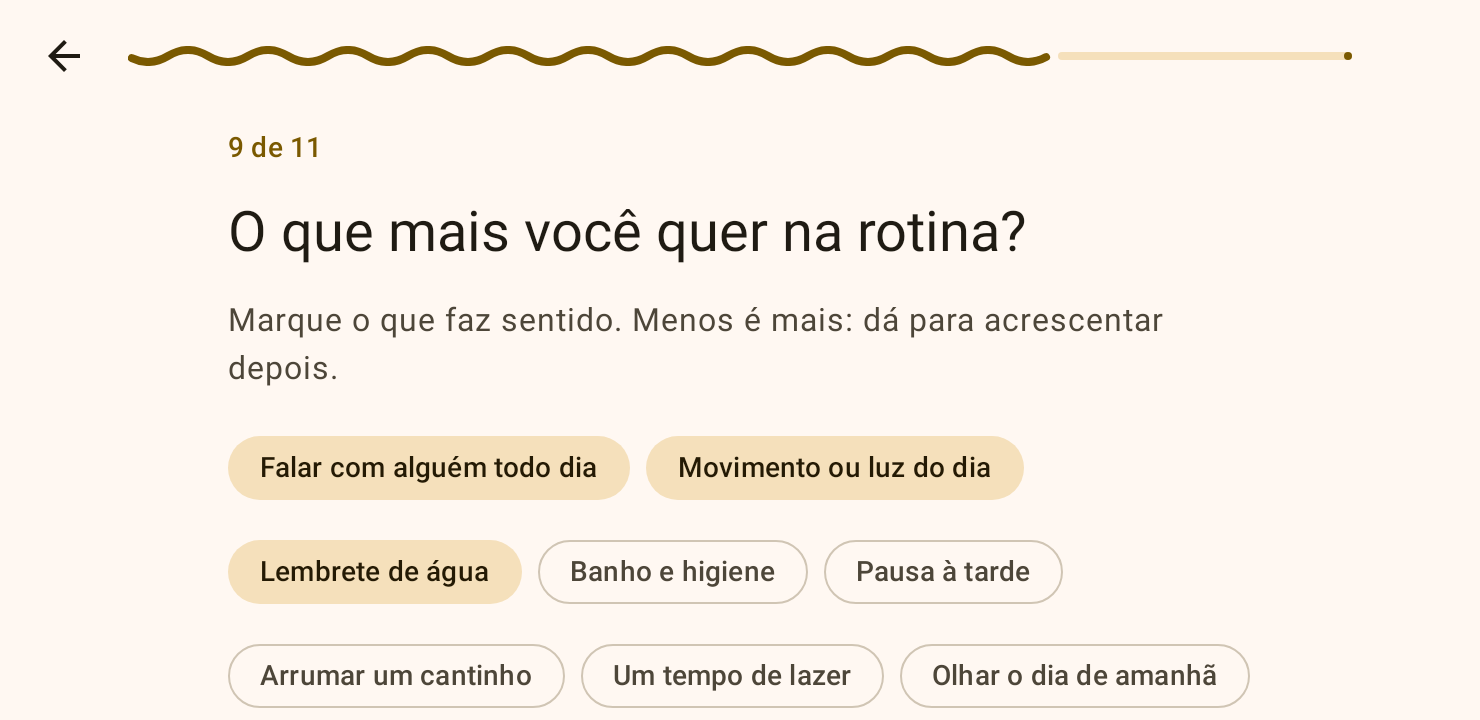 9 de 11
O que mais você quer na rotina?
Marque o que faz sentido. Menos é mais: dá para acrescentar
depois.
Falar com alguém todo dia
Movimento ou luz do dia
Lembrete de água
Banho e higiene
Pausa à tarde
Arrumar um cantinho
Um tempo de lazer
Olhar o dia de amanhã